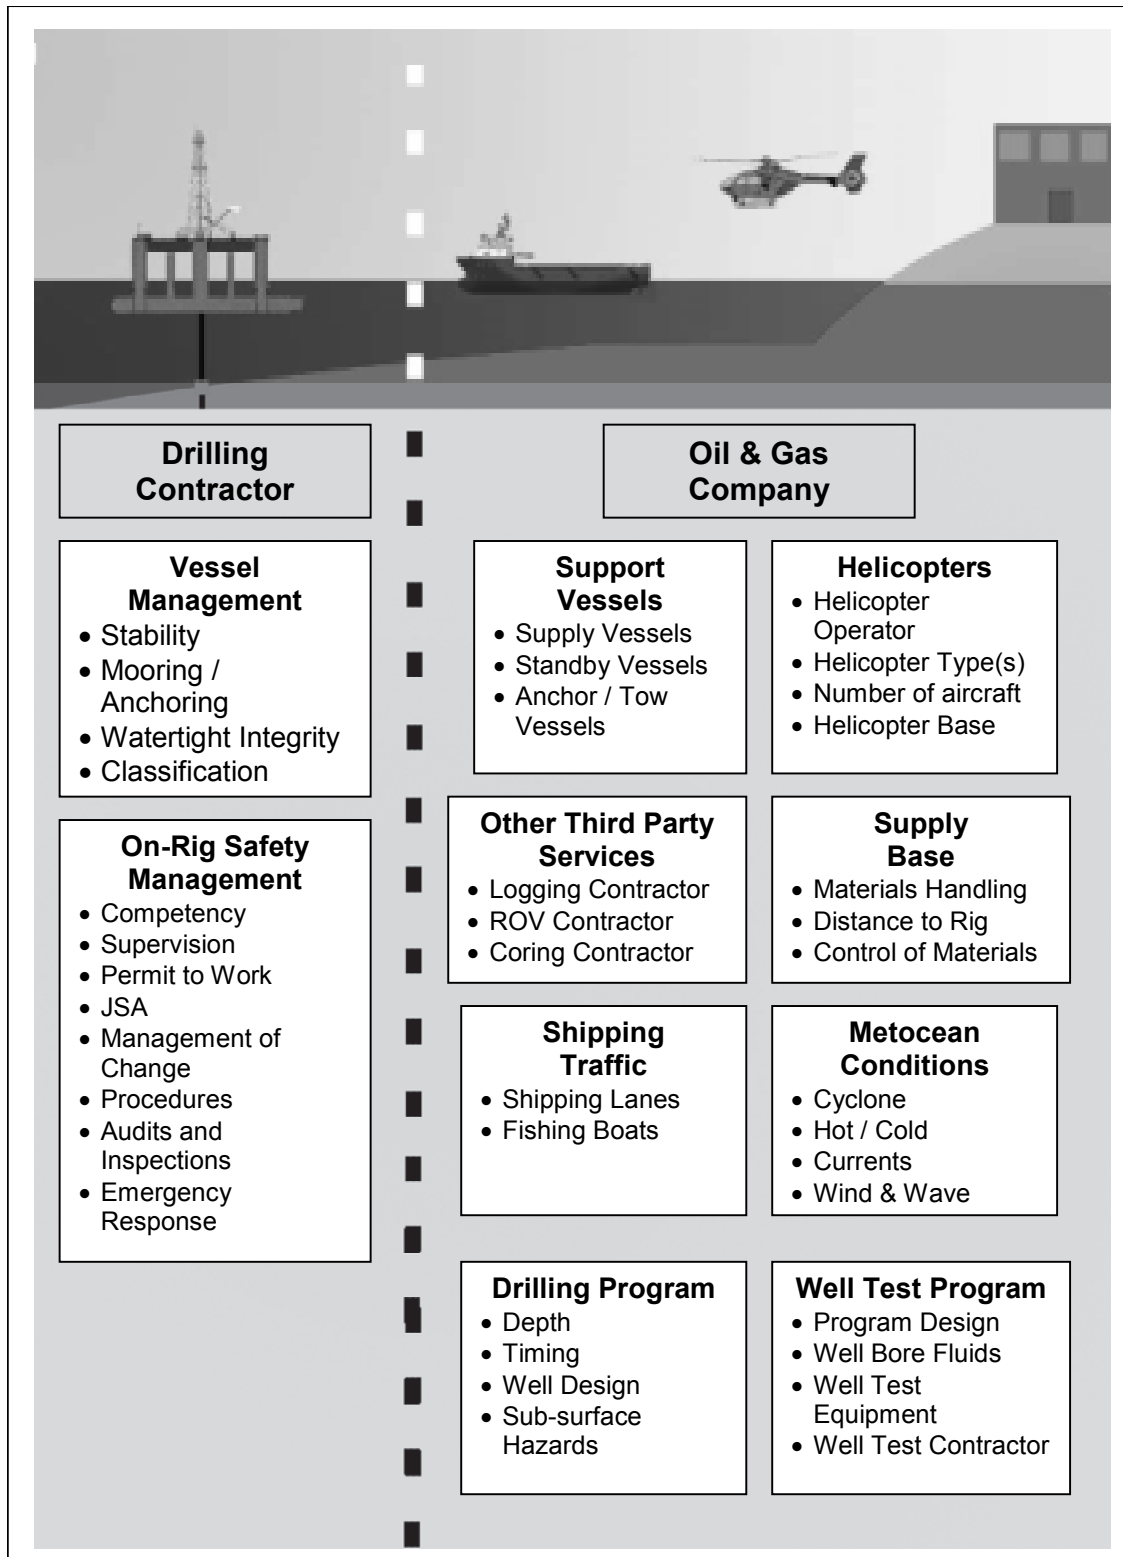 Drilling
Contractor
Oil & Gas
Company
Vessel
Management
• Stability
• Mooring /
Anchoring
• Watertight Integrity
• Classification
On-Rig Safety
Management
• Competency
• Supervision
• Permit to Work
• JSA
• Management of
Change
• Procedures
• Audits and
Inspections
• Emergency
Response
Support
Vessels
• Supply Vessels
• Standby Vessels
• Anchor / Tow
Vessels
Helicopters
• Helicopter
Operator
• Helicopter Type(s)
• Number of aircraft
• Helicopter Base
Other Third Party
Services
• Logging Contractor
• ROV Contractor
• Coring Contractor
Supply
Base
• Materials Handling
• Distance to Rig
• Control of Materials
Shipping
Traffic
• Shipping Lanes
• Fishing Boats
Metocean
Conditions
• Cyclone
• Hot / Cold
• Currents
• Wind & Wave
Drilling Program
• Depth
• Timing
• Well Design
• Sub-surface
Hazards
Well Test Program
• Program Design
• Well Bore Fluids
• Well Test
Equipment
• Well Test Contractor